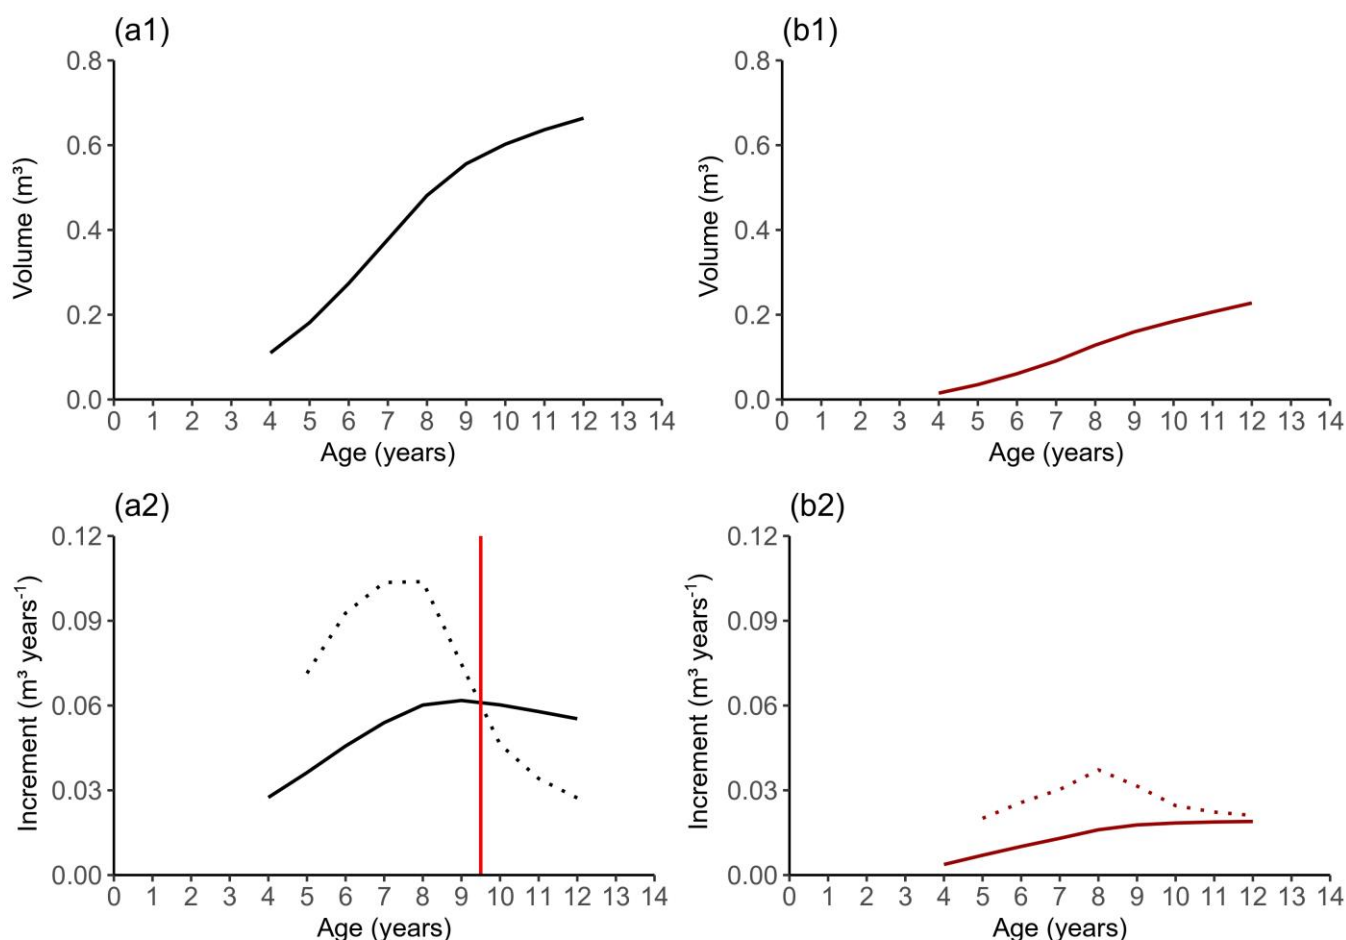 (a1)
0.8
0.6
0.4
0.2
0.0
Volume (m³)
0 1 2 3 4 5 6 7 8 9 10 11 12 13 14
Age (years)
(b1)
0.8
0.6
0.4
0.2
0.0
Volume (m³)
0 1 2 3 4 5 6 7 8 9 10 11 12 13 14
Age (years)
(a2)
0.12
0.09
0.06
0.03
0.00
Increment (m³ years⁻¹)
0 1 2 3 4 5 6 7 8 9 10 11 12 13 14
Age (years)
(b2)
0.12
0.09
0.06
0.03
0.00
Increment (m³ years⁻¹)
0 1 2 3 4 5 6 7 8 9 10 11 12 13 14
Age (years)